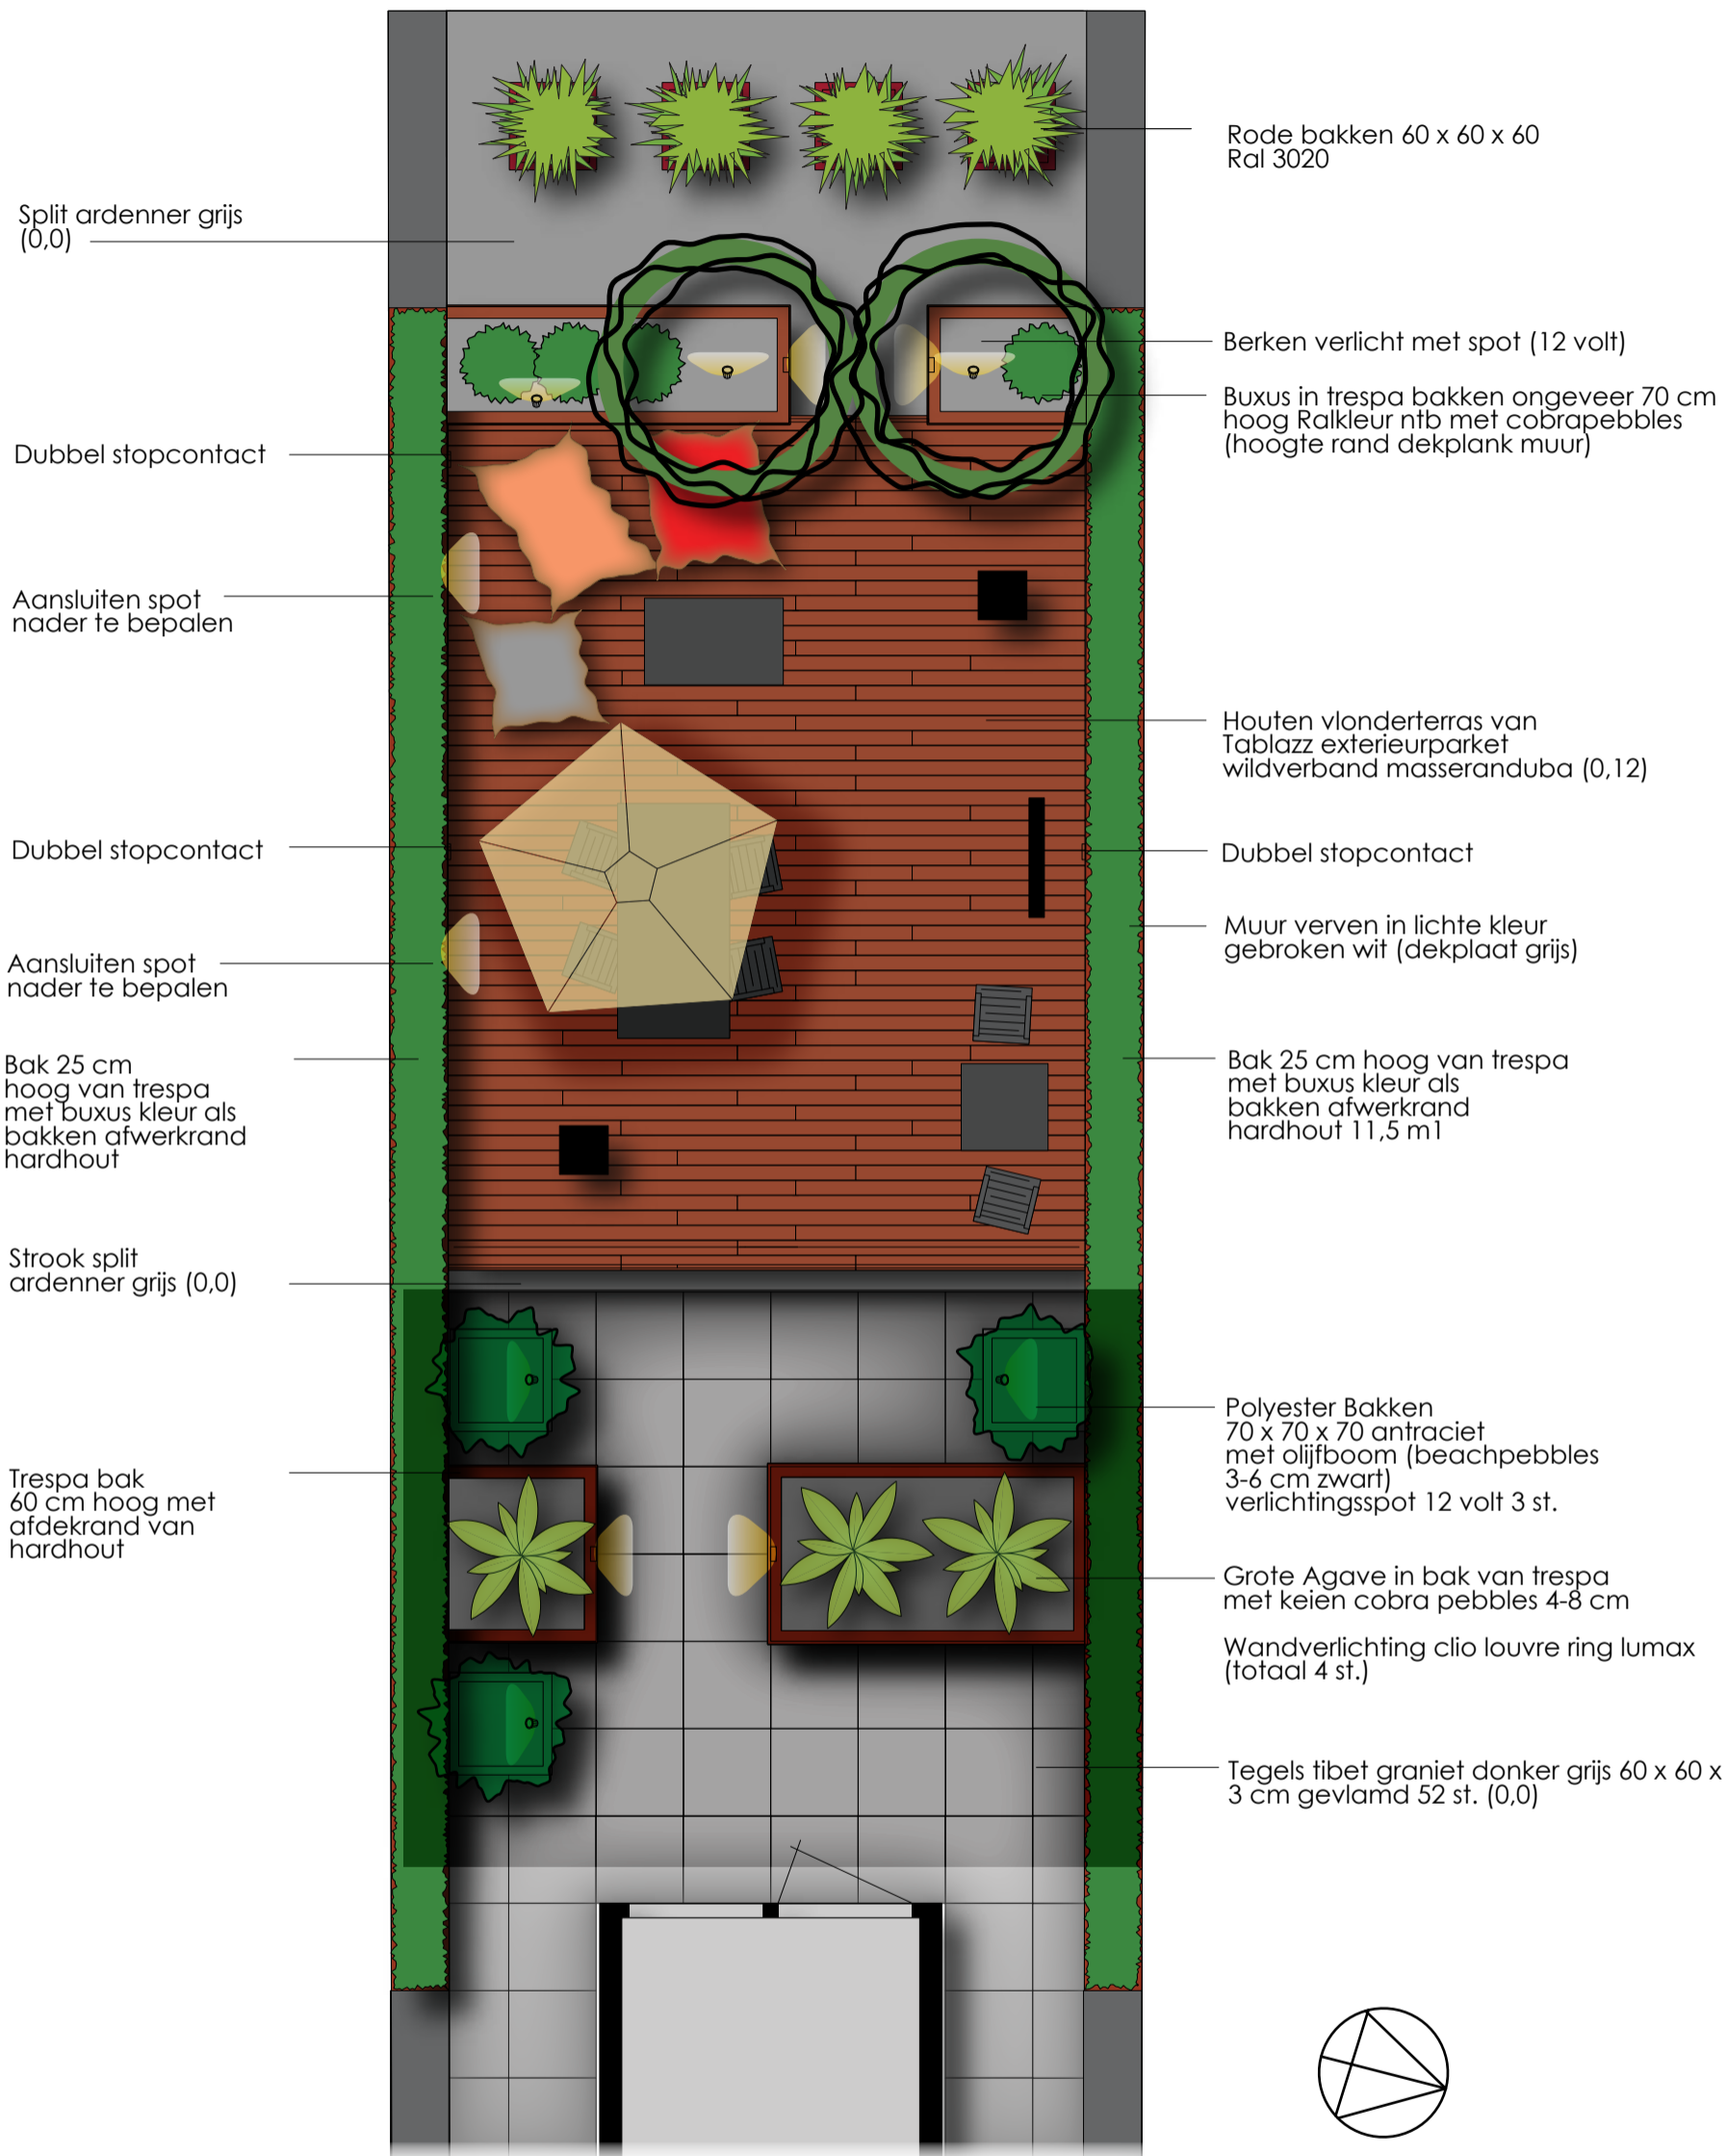 Rode bakken 60 x 60 x 60
Ral 3020
Split ardenner grijs
(0,0)
Berken verlicht met spot (12 volt)
Buxus in trespa bakken ongeveer 70 cm
hoog Ralkleur ntb met cobrapebbles
(hoogte rand dekplank muur)
Dubbel stopcontact
Aansluiten spot
nader te bepalen
Houten vlonderterras van
Tablazz exterieurparket
wildverband masseranduba (0,12)
Dubbel stopcontact
Dubbel stopcontact
Muur verven in lichte kleur
gebroken wit (dekplaat grijs)
Aansluiten spot
nader te bepalen
Bak 25 cm
hoog van trespa
met buxus kleur als
bakken afwerkrand
hardhout
Bak 25 cm hoog van trespa
met buxus kleur als
bakken afwerkrand
hardhout 11,5 m1
Strook split
ardenner grijs (0,0)
Polyester Bakken
70 x 70 x 70 antraciet
met olijfboom (beachpebbles
3-6 cm zwart)
verlichtingsspot 12 volt 3 st.
Trespa bak
60 cm hoog met
afdekrand van
hardhout
Grote Agave in bak van trespa
met keien cobra pebbles 4-8 cm
Wandverlichting clio louvre ring lumax
(totaal 4 st.)
Tegels tibet graniet donker grijs 60 x 60 x
3 cm gevlamd 52 st. (0,0)